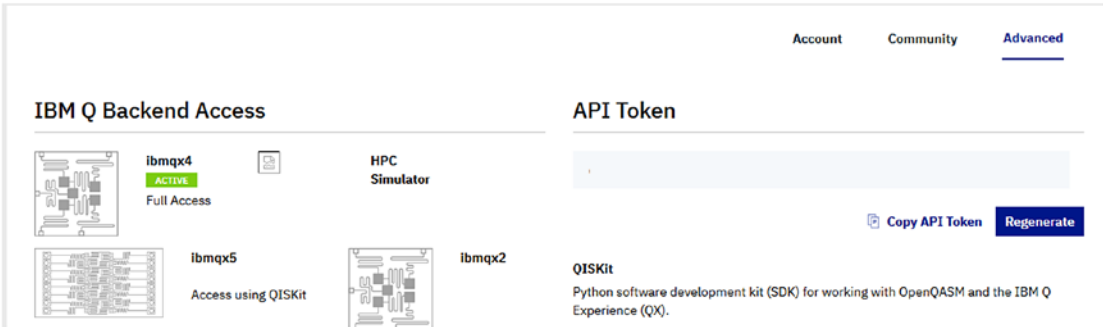 Account Community Advanced
IBM Q Backend Access
ibmqx4
ACTIVE
Full Access
HPC
Simulator
ibmqx5
Access using QISKit
ibmqx2
API Token
Copy API Token Regenerate
QISKit
Python software development kit (SDK) for working with OpenQASM and the IBM Q
Experience (QX).